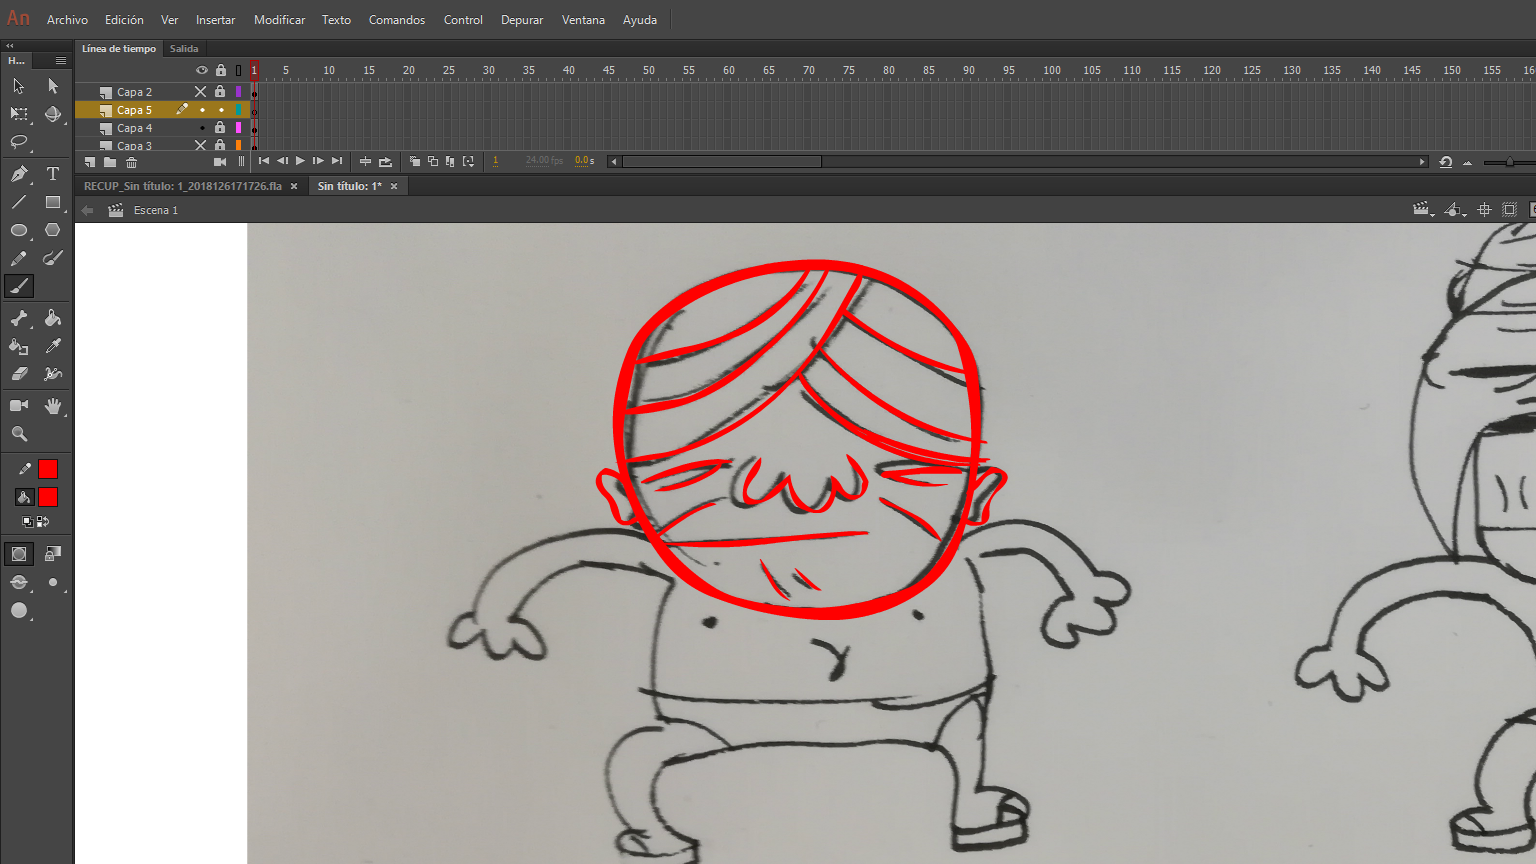 An Archivo Edición Ver Insertar Modificar Texto Comandos Control Depurar Ventana Ayuda
H... Línea de tiempo Salida
1 5 10 15 20 25 30 35 40 45 50 55 60 65 70 75 80 85 90 95 100 105 110 115 120 125 130 135 140 145 150 155 16
Capa 2
Capa 5
Capa 4
Capa 3
1 24.00 fps 0.0 s
RECUP_Sin título: 1_2018126171726.fla × Sin título: 1* ×
Escena 1
T